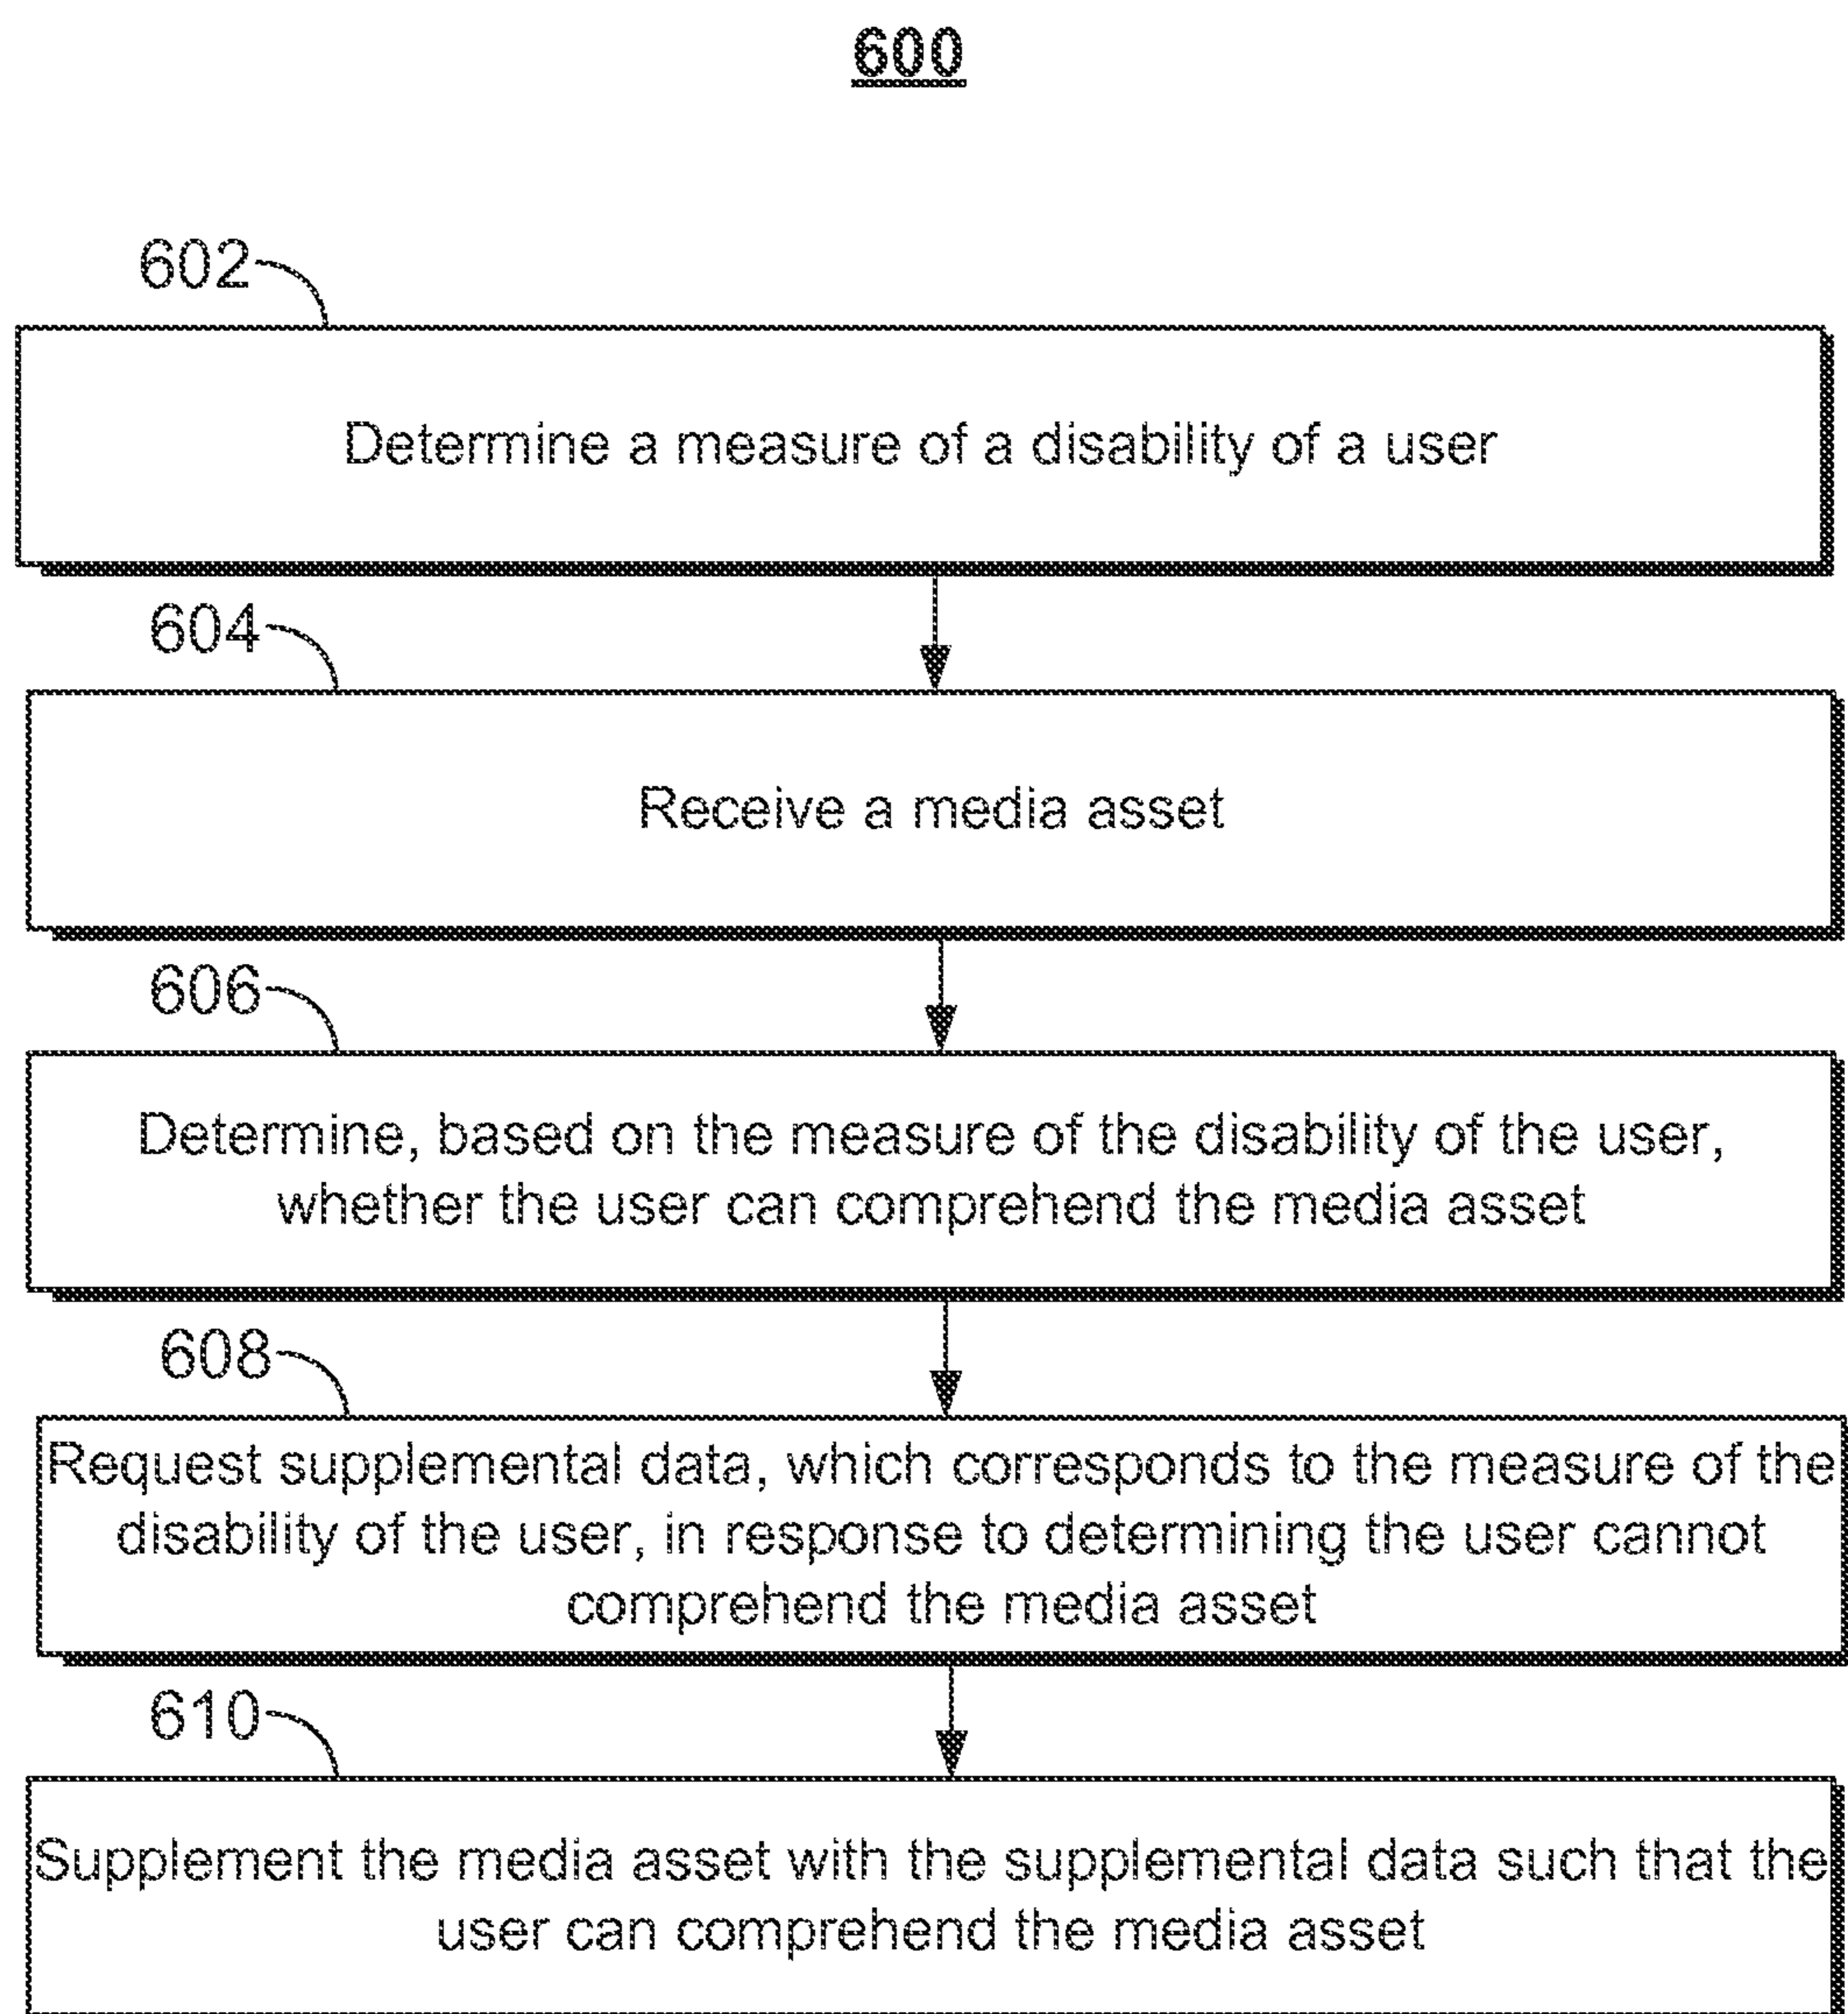 600
602
Determine a measure of a disability of a user
604
Receive a media asset
606
Determine, based on the measure of the disability of the user,
whether the user can comprehend the media asset
608
Request supplemental data, which corresponds to the measure of the
disability of the user, in response to determining the user cannot
comprehend the media asset
610
Supplement the media asset with the supplemental data such that the
user can comprehend the media asset